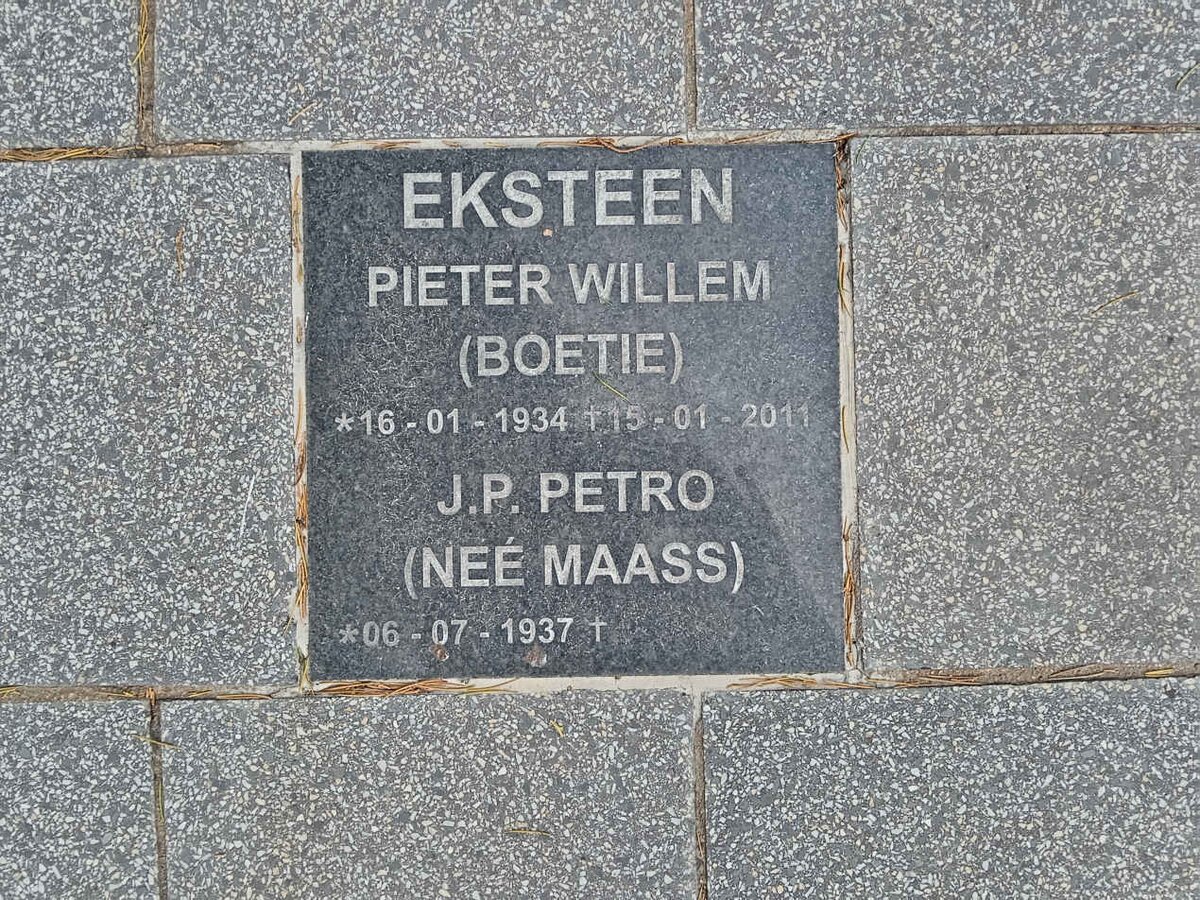 EKSTEEN
PIETER WILLEM
(BOETIE)
*16 - 01 - 1934 †15 - 01 - 2011
J.P. PETRO
(NEÉ MAASS)
*06 - 07 - 1937 †